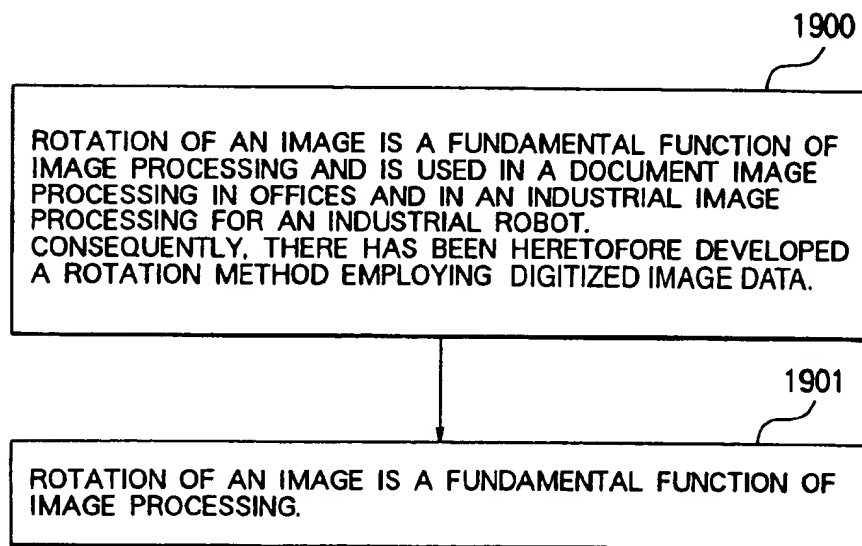 1900
ROTATION OF AN IMAGE IS A FUNDAMENTAL FUNCTION OF
IMAGE PROCESSING AND IS USED IN A DOCUMENT IMAGE
PROCESSING IN OFFICES AND IN AN INDUSTRIAL IMAGE
PROCESSING FOR AN INDUSTRIAL ROBOT.
CONSEQUENTLY, THERE HAS BEEN HERETOFORE DEVELOPED
A ROTATION METHOD EMPLOYING DIGITIZED IMAGE DATA.
1901
ROTATION OF AN IMAGE IS A FUNDAMENTAL FUNCTION OF
IMAGE PROCESSING.